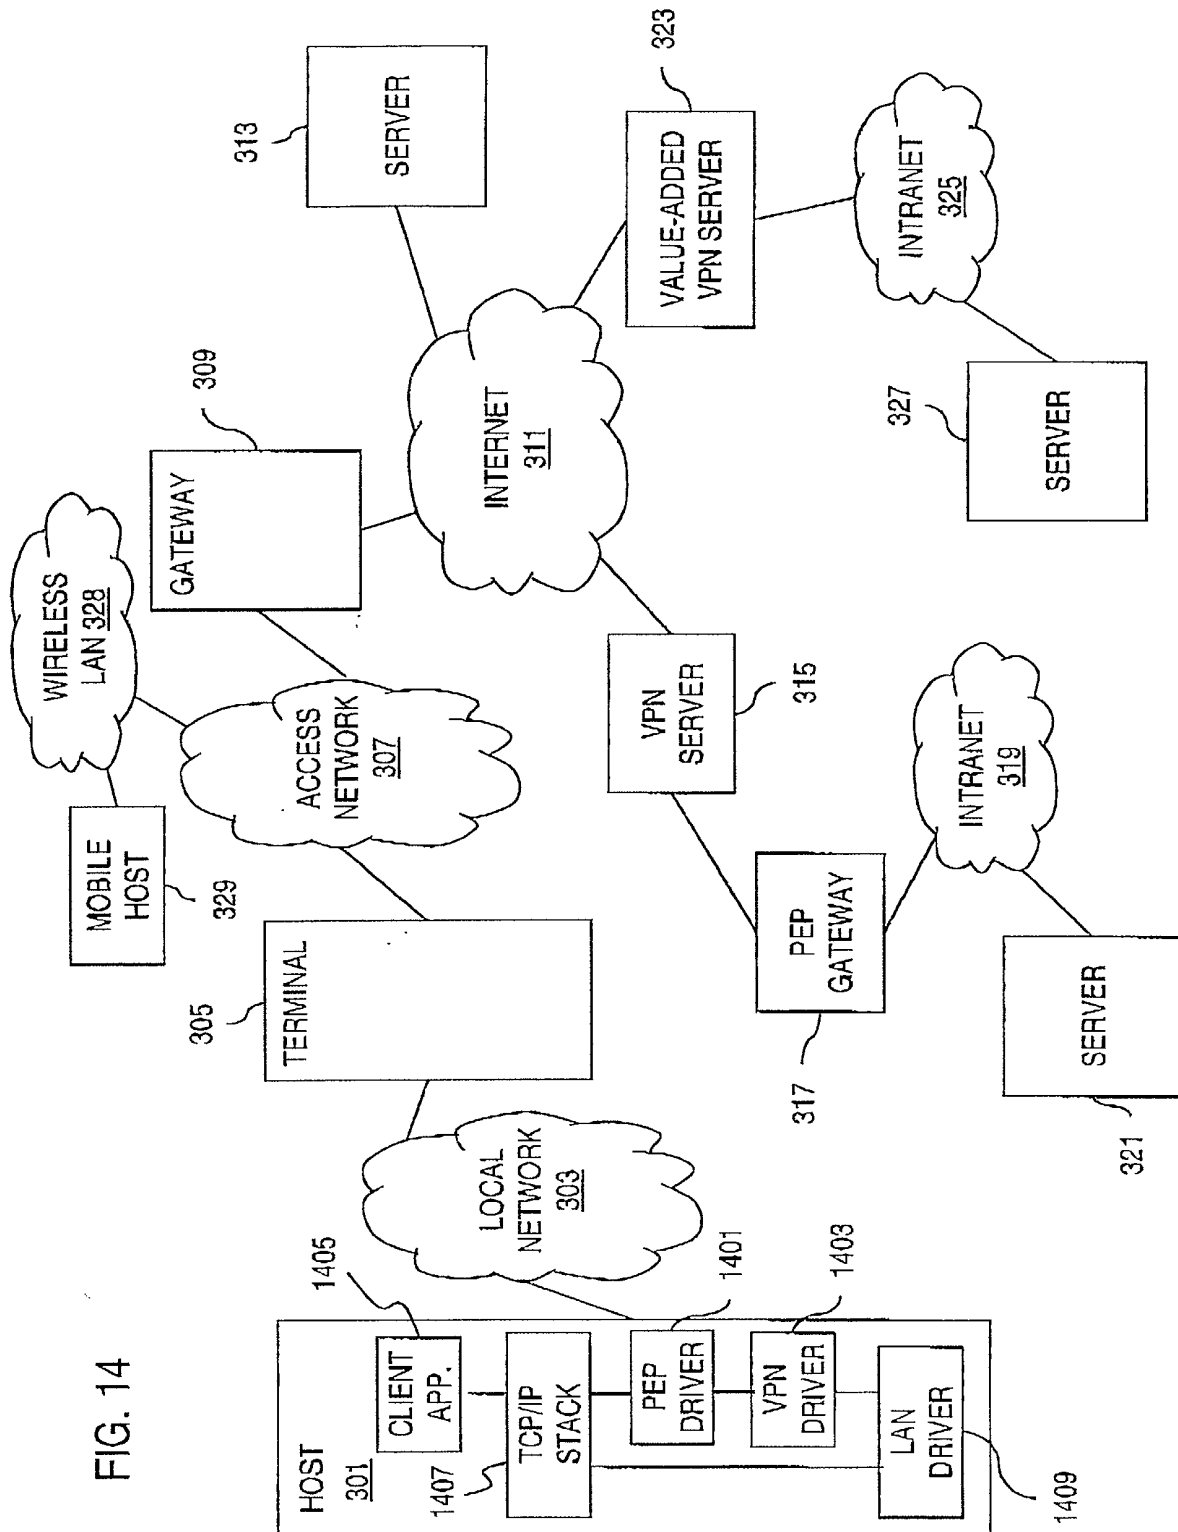 FIG. 14
HOST
301
CLIENT
APP.
1405
TCP/IP
STACK
1407
PEP
DRIVER
1401
VPN
DRIVER
1403
LAN
DRIVER
1409
LOCAL
NETWORK
303
TERMINAL
305
MOBILE
HOST
329
WIRELESS
LAN 328
ACCESS
NETWORK
307
GATEWAY
309
INTERNET
311
SERVER
313
VPN
SERVER
315
PEP
GATEWAY
317
INTRANET
319
SERVER
321
VALUE-ADDED
VPN SERVER
323
INTRANET
325
SERVER
327